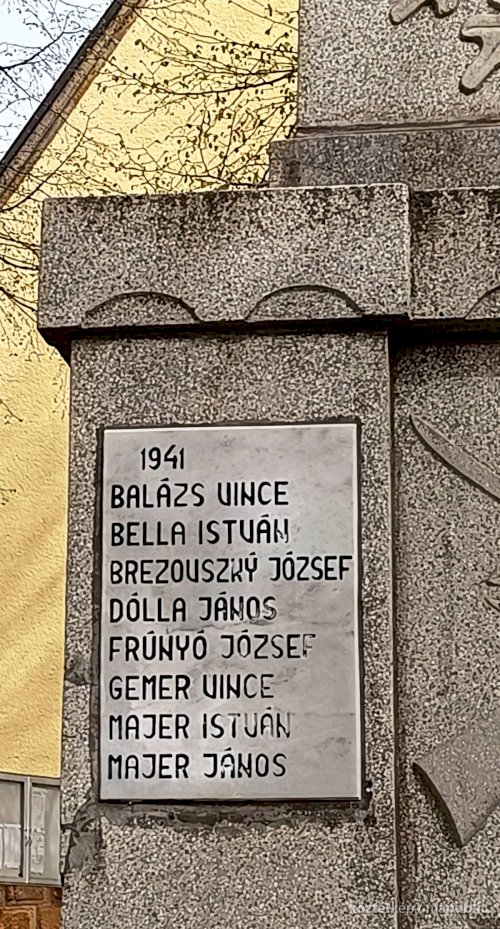 1941
BALÁZS VINCE
BELLA ISTVÁN
BREZOVSZKÝ JÓZSEF
DÓLLA JÁNOS
FRÚNYÓ JÓZSEF
GEMER VINCE
MAJER ISTVÁN
MAJER JÁNOS